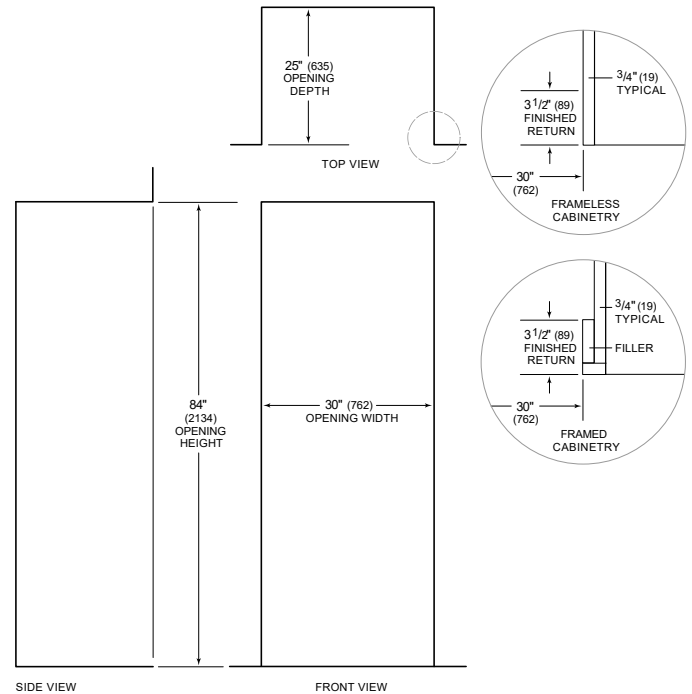 25" (635)
OPENING
DEPTH
TOP VIEW
3/4" (19)
TYPICAL
3 1/2" (89)
FINISHED
RETURN
30"
(762)
FRAMELESS
CABINETRY
3/4" (19)
TYPICAL
3 1/2" (89)
FINISHED
RETURN
FILLER
30"
(762)
FRAMED
CABINETRY
84"
(2134)
OPENING
HEIGHT
30" (762)
OPENING WIDTH
SIDE VIEW
FRONT VIEW